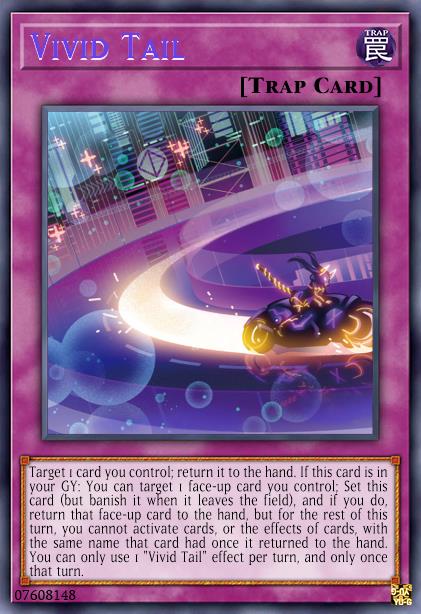 Vivid Tail
TRAP
罠
[Trap Card]
Target 1 card you control; return it to the hand. If this card is in
your GY: You can target 1 face-up card you control; Set this
card (but banish it when it leaves the field), and if you do,
return that face-up card to the hand, but for the rest of this
turn, you cannot activate cards, or the effects of cards, with
the same name that card had once it returned to the hand.
You can only use 1 "Vivid Tail" effect per turn, and only once
that turn.
07608148